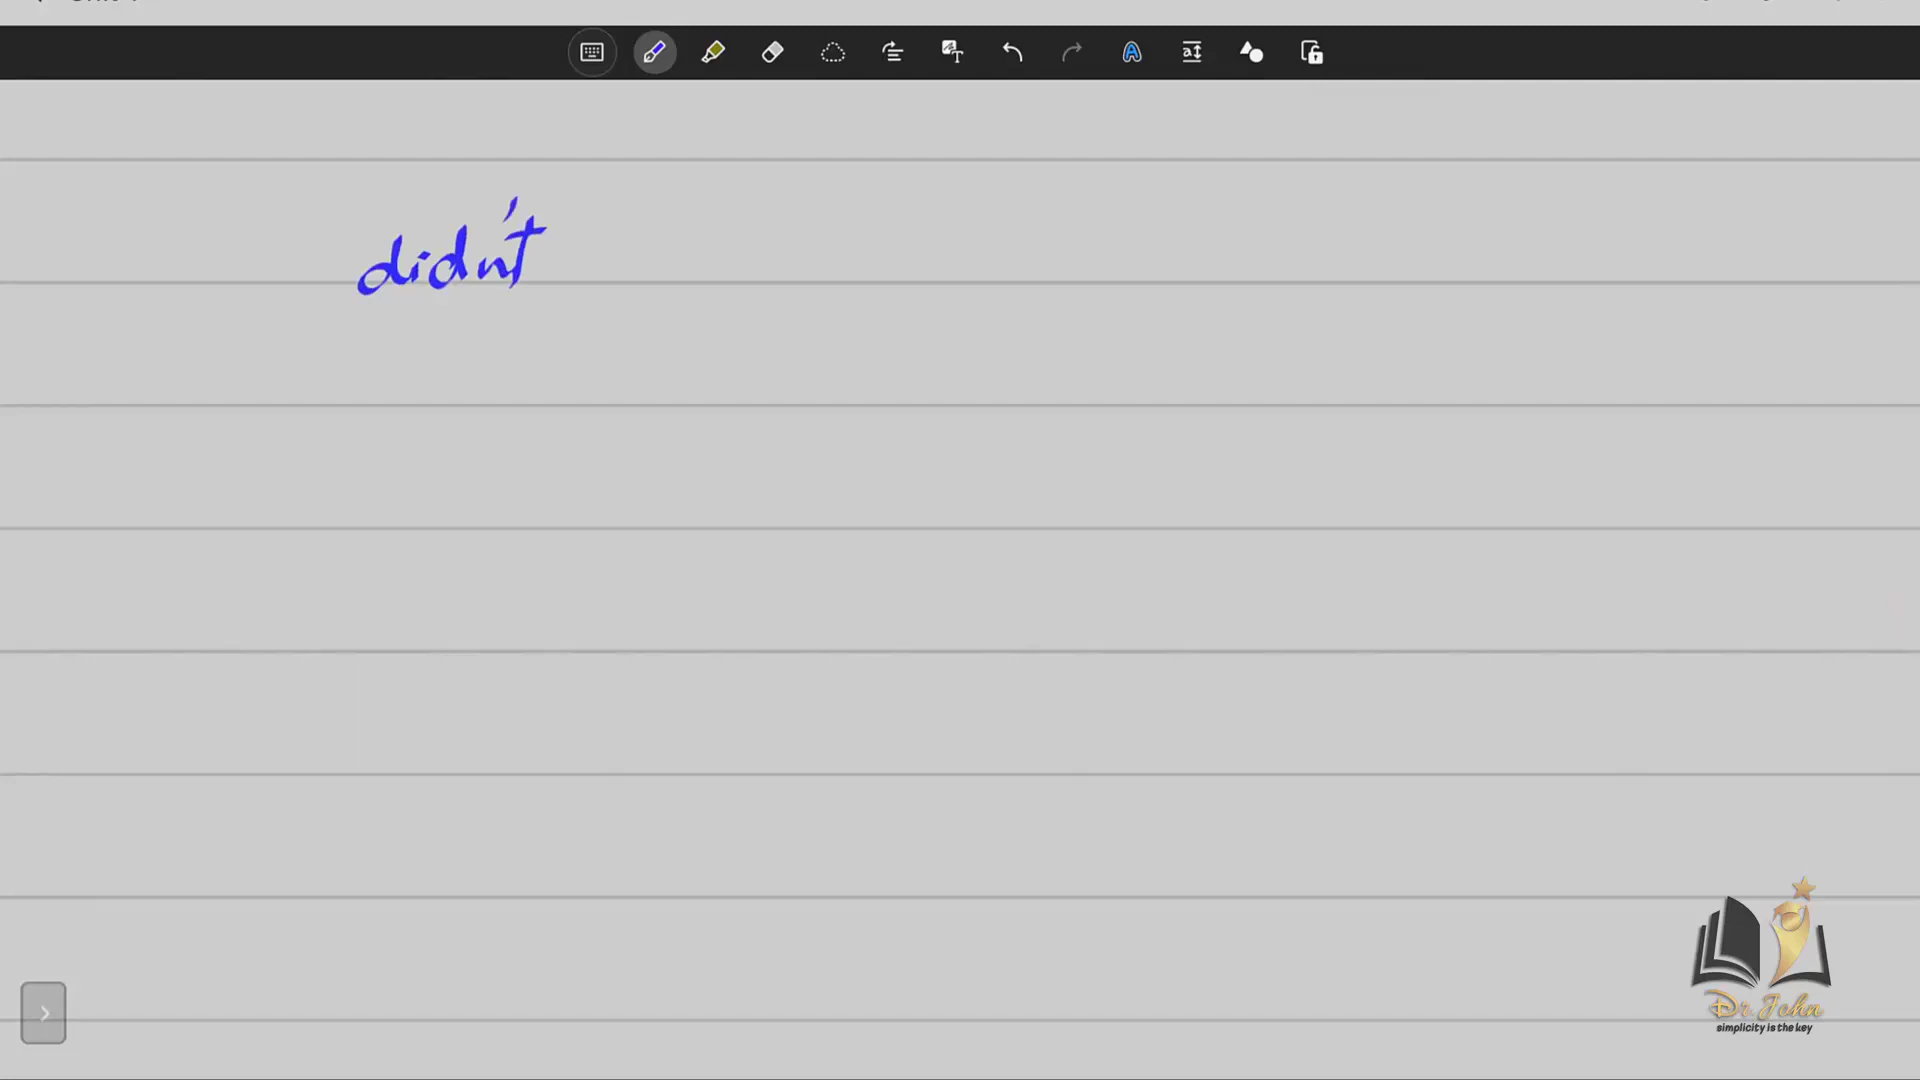 didn't
Dr. John
simplicity is the key